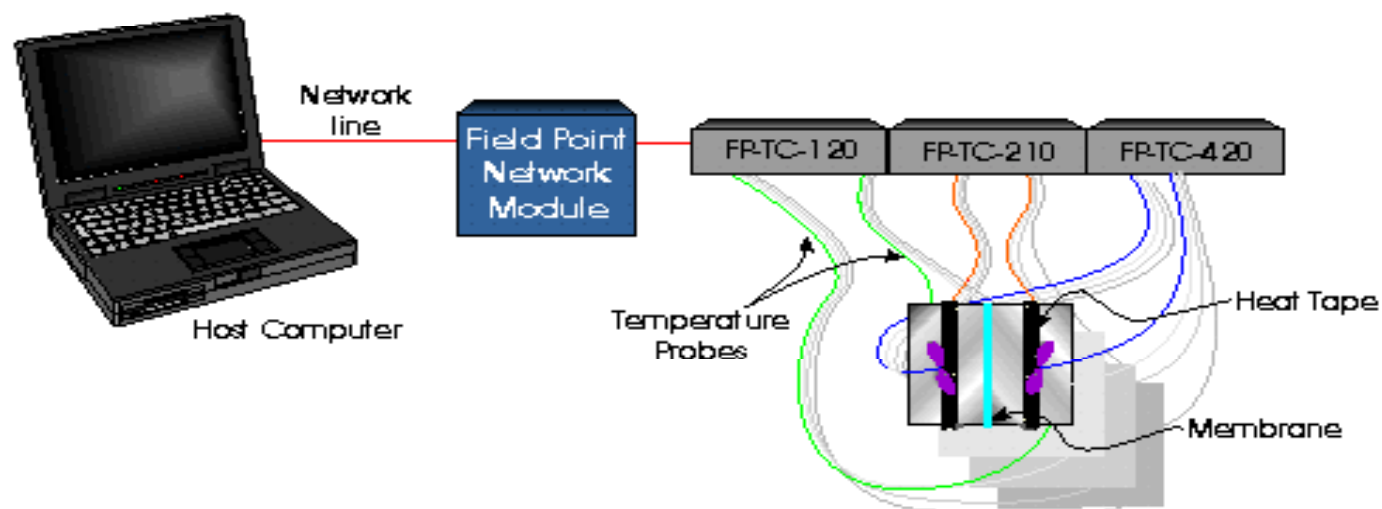 Network
line
Field Point
Network
Module
FP-TC-120
FP-TC-210
FP-TC-420
Host Computer
Temperature
Probes
Heat Tape
Membrane